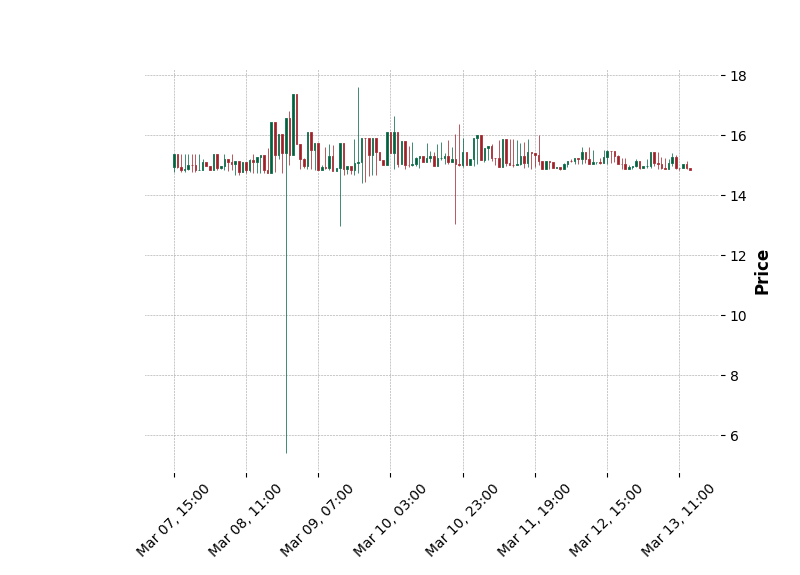 18
16
14
12
10
8
6
Price
Mar 07, 15:00
Mar 08, 11:00
Mar 09, 07:00
Mar 10, 03:00
Mar 10, 23:00
Mar 11, 19:00
Mar 12, 15:00
Mar 13, 11:00